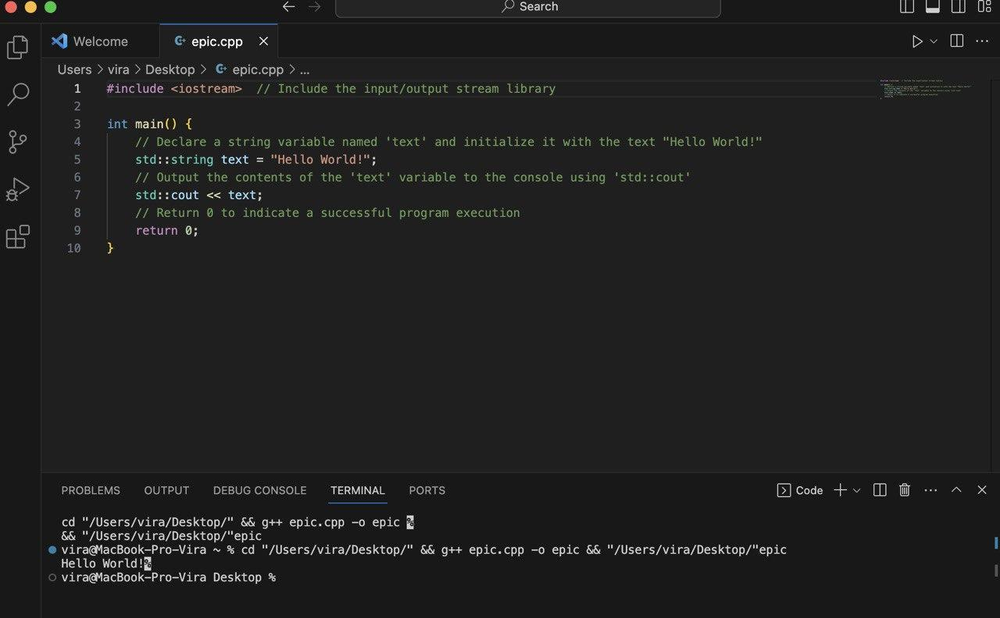 Search
Welcome
epic.cpp
Users > vira > Desktop > epic.cpp > ...
1 #include <iostream>  // Include the input/output stream library
2
3 int main() {
4     // Declare a string variable named 'text' and initialize it with the text "Hello World!"
5     std::string text = "Hello World!";
6     // Output the contents of the 'text' variable to the console using 'std::cout'
7     std::cout << text;
8     // Return 0 to indicate a successful program execution
9     return 0;
10 }
PROBLEMS OUTPUT DEBUG CONSOLE TERMINAL PORTS
Code
cd "/Users/vira/Desktop/" && g++ epic.cpp -o epic %
&& "/Users/vira/Desktop/"epic
vira@MacBook-Pro-Vira ~ % cd "/Users/vira/Desktop/" && g++ epic.cpp -o epic && "/Users/vira/Desktop/"epic
Hello World!%
vira@MacBook-Pro-Vira Desktop %